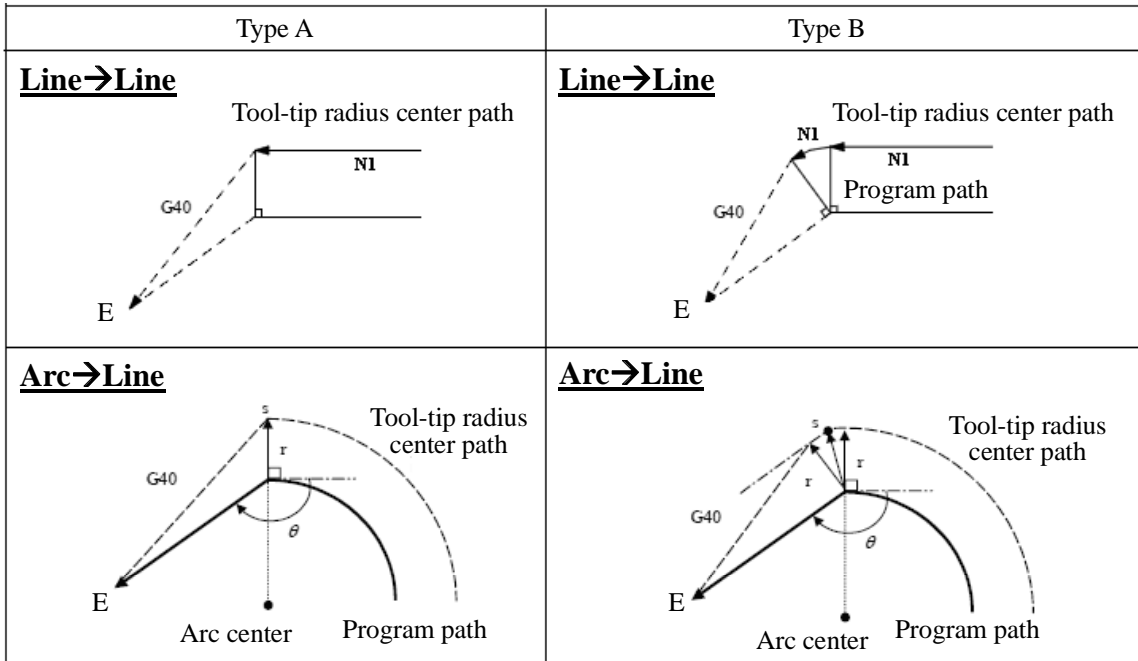 Type A
Type B
Line→Line
Tool-tip radius center path
N1
G40
E
Line→Line
Tool-tip radius center path
N1
N1
Program path
G40
E
Arc→Line
s
Tool-tip radius
center path
r
G40
θ
E
Arc center
Program path
Arc→Line
s
Tool-tip radius
center path
r
r
G40
θ
E
Arc center
Program path